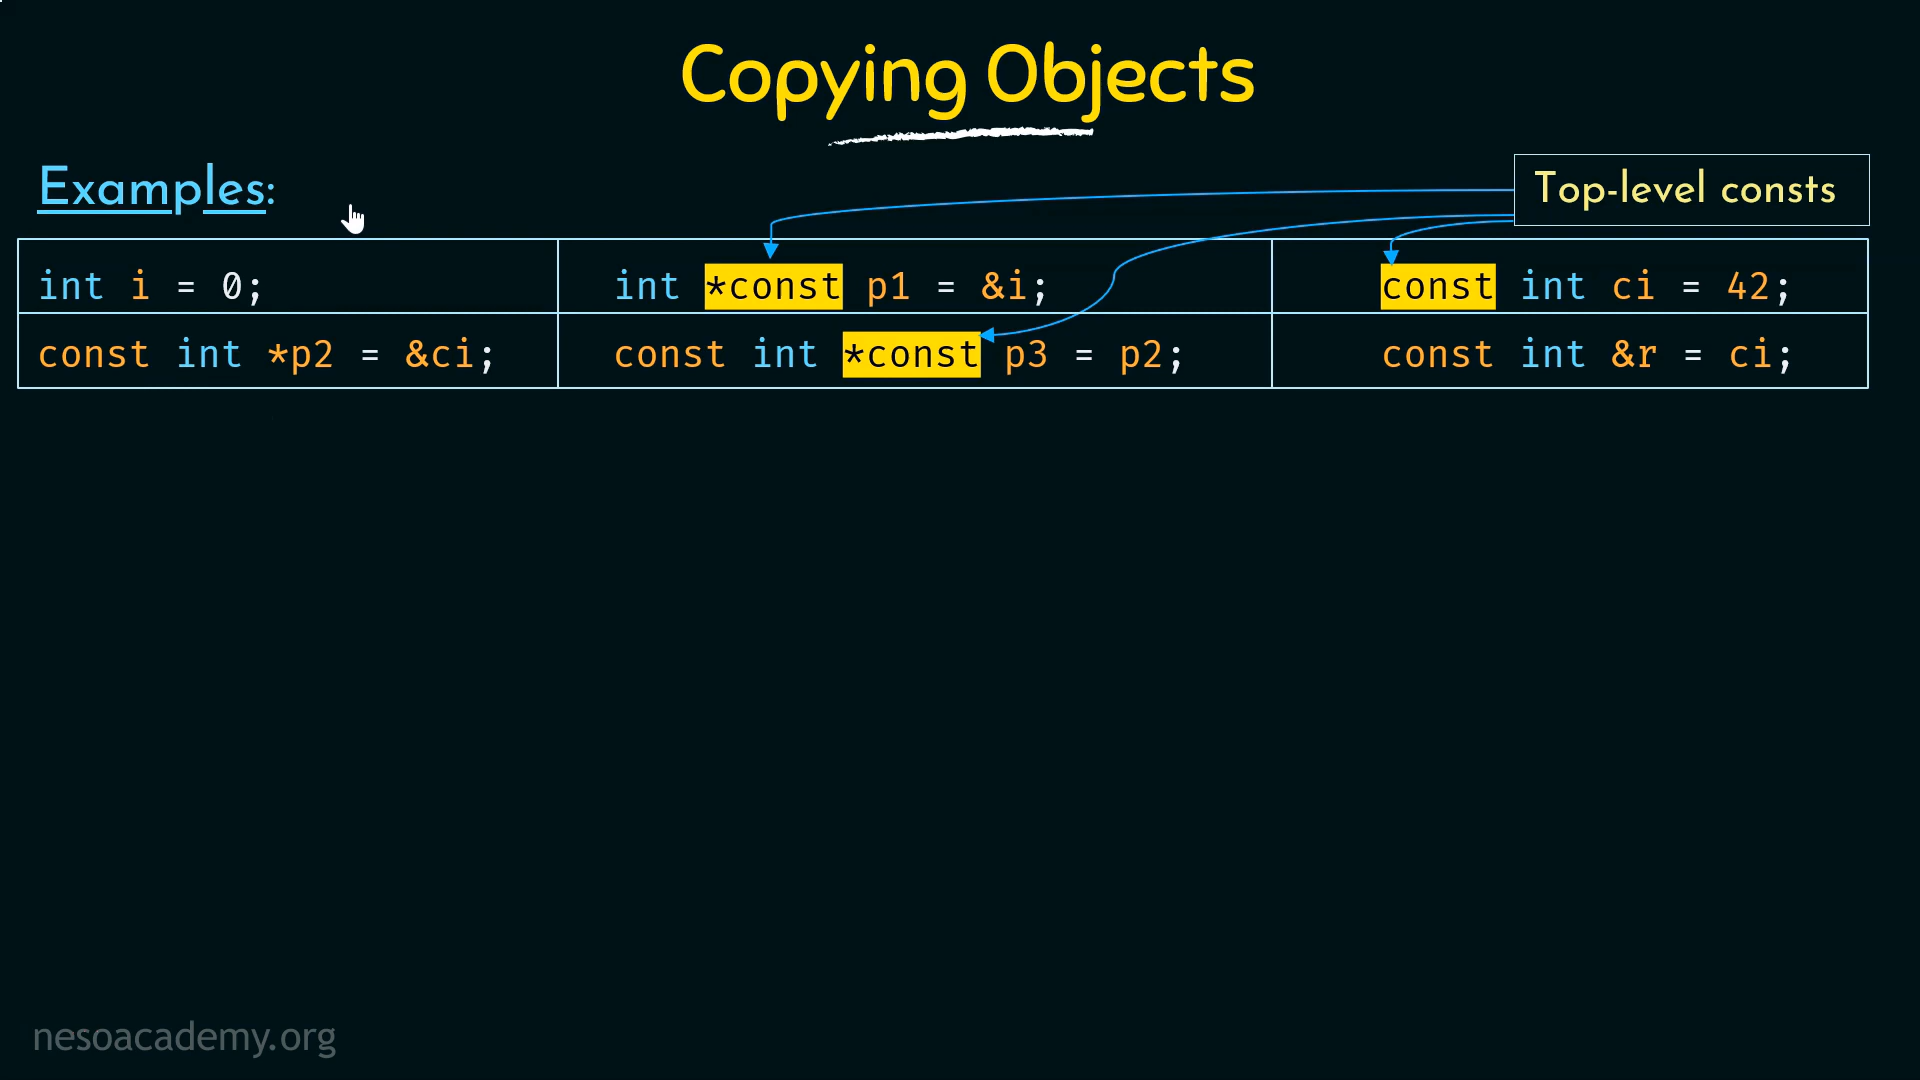 Copying Objects
Examples:
Top-level consts
int i = 0;
int *const p1 = &i;
const int ci = 42;
const int *p2 = &ci;
const int *const p3 = p2;
const int &r = ci;
nesoacademy.org